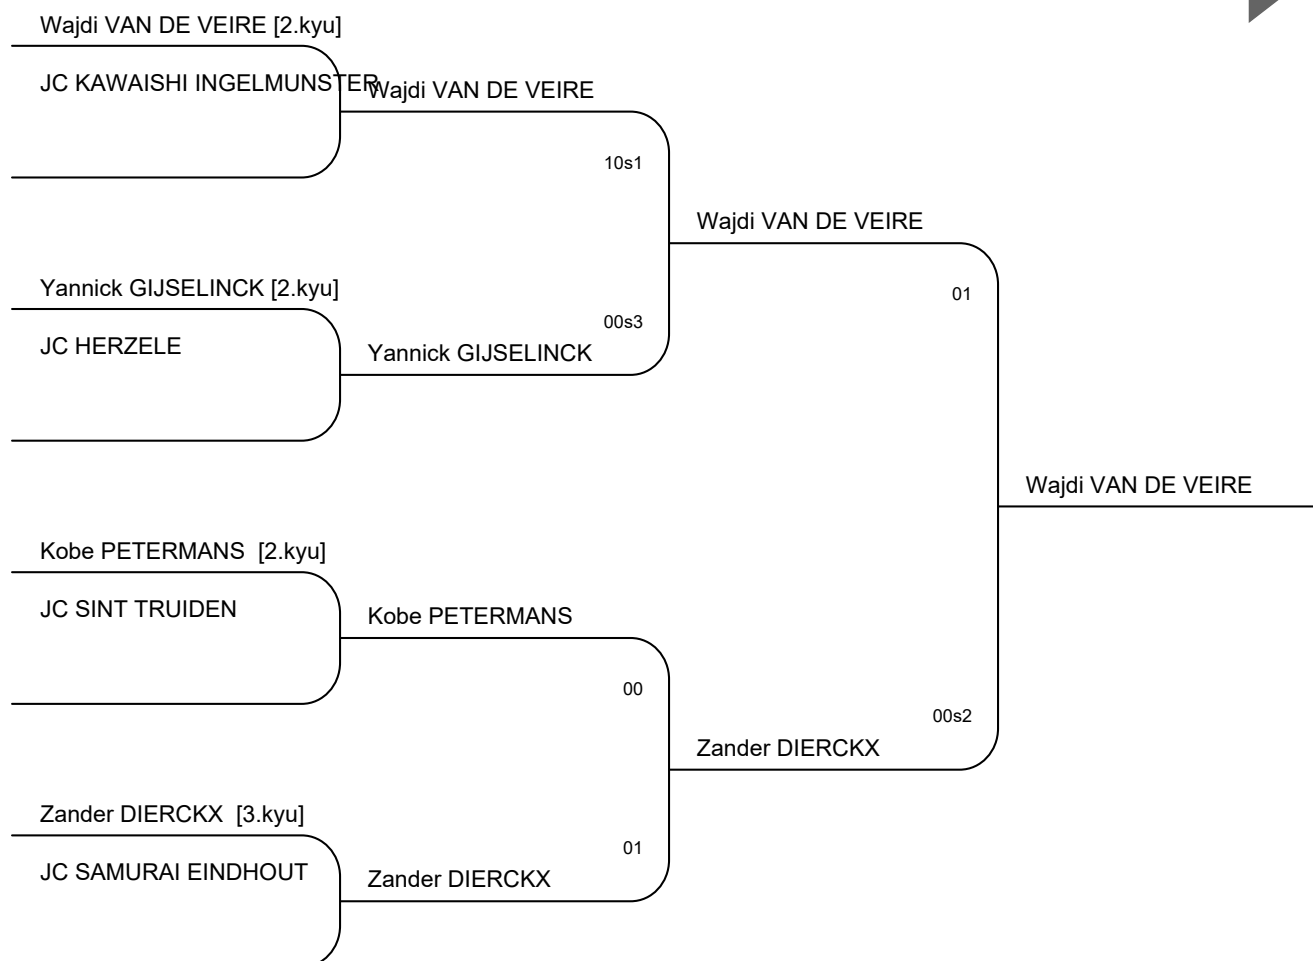 Wajdi VAN DE VEIRE [2.kyu]
JC KAWAISHI INGELMUNSTER
Wajdi VAN DE VEIRE
10s1
Wajdi VAN DE VEIRE
01
Yannick GIJSELINCK [2.kyu]
JC HERZELE
00s3
Yannick GIJSELINCK
Wajdi VAN DE VEIRE
Kobe PETERMANS  [2.kyu]
JC SINT TRUIDEN
Kobe PETERMANS
00
00s2
Zander DIERCKX
Zander DIERCKX  [3.kyu]
JC SAMURAI EINDHOUT
01
Zander DIERCKX